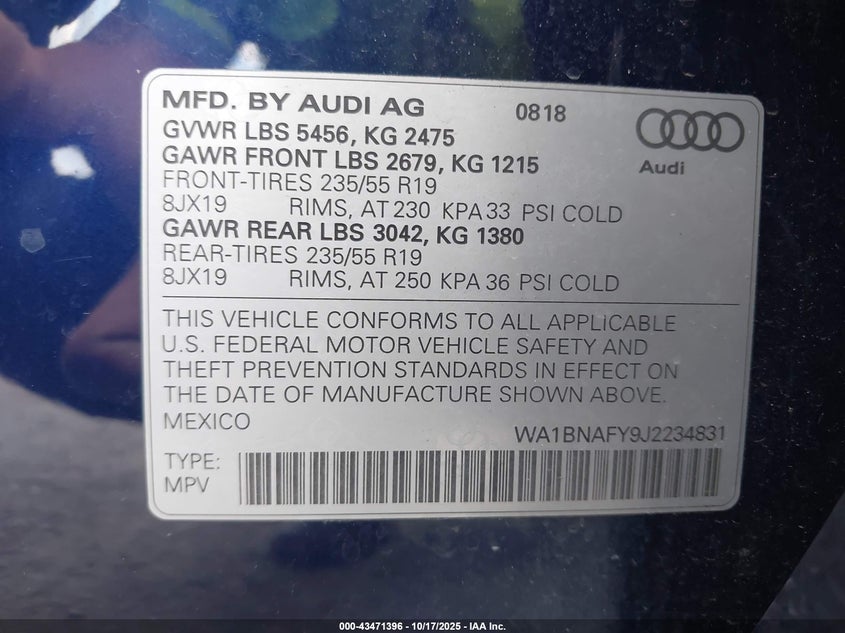 MFD. BY AUDI AG 0818
GVWR LBS 5456, KG 2475
GAWR FRONT LBS 2679, KG 1215
Audi
FRONT-TIRES 235/55 R19
8JX19 RIMS, AT 230 KPA 33 PSI COLD
GAWR REAR LBS 3042, KG 1380
REAR-TIRES 235/55 R19
8JX19 RIMS, AT 250 KPA 36 PSI COLD
THIS VEHICLE CONFORMS TO ALL APPLICABLE
U.S. FEDERAL MOTOR VEHICLE SAFETY AND
THEFT PREVENTION STANDARDS IN EFFECT ON
THE DATE OF MANUFACTURE SHOWN ABOVE.
MEXICO
WA1BNAFY9J2234831
TYPE:
MPV
000-43471396 - 10/17/2025 - IAA Inc.